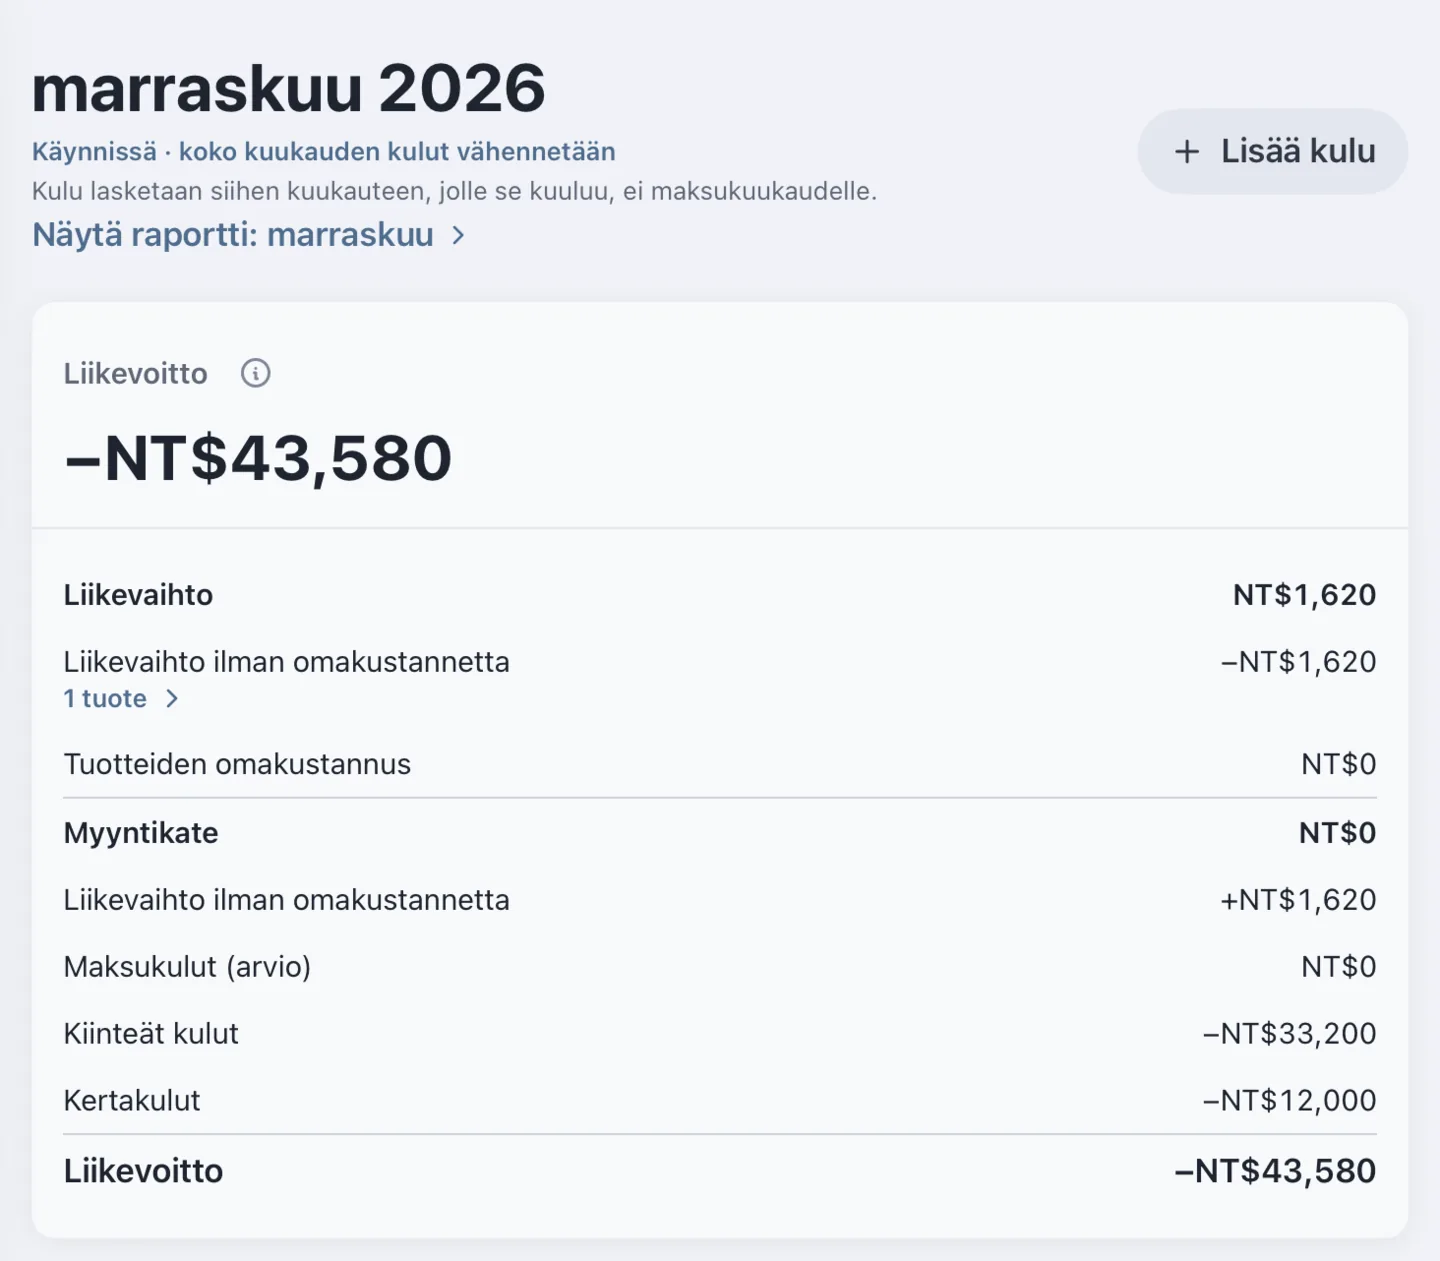 marraskuu 2026
Käynnissä · koko kuukauden kulut vähennetään
Kulu lasketaan siihen kuukauteen, jolle se kuuluu, ei maksukuukaudelle.
Näytä raportti: marraskuu
+ Lisää kulu
Liikevoitto
–NT$43,580
Liikevaihto NT$1,620
Liikevaihto ilman omakustannetta –NT$1,620
1 tuote
Tuotteiden omakustannus NT$0
Myyntikate NT$0
Liikevaihto ilman omakustannetta +NT$1,620
Maksukulut (arvio) NT$0
Kiinteät kulut –NT$33,200
Kertakulut –NT$12,000
Liikevoitto –NT$43,580